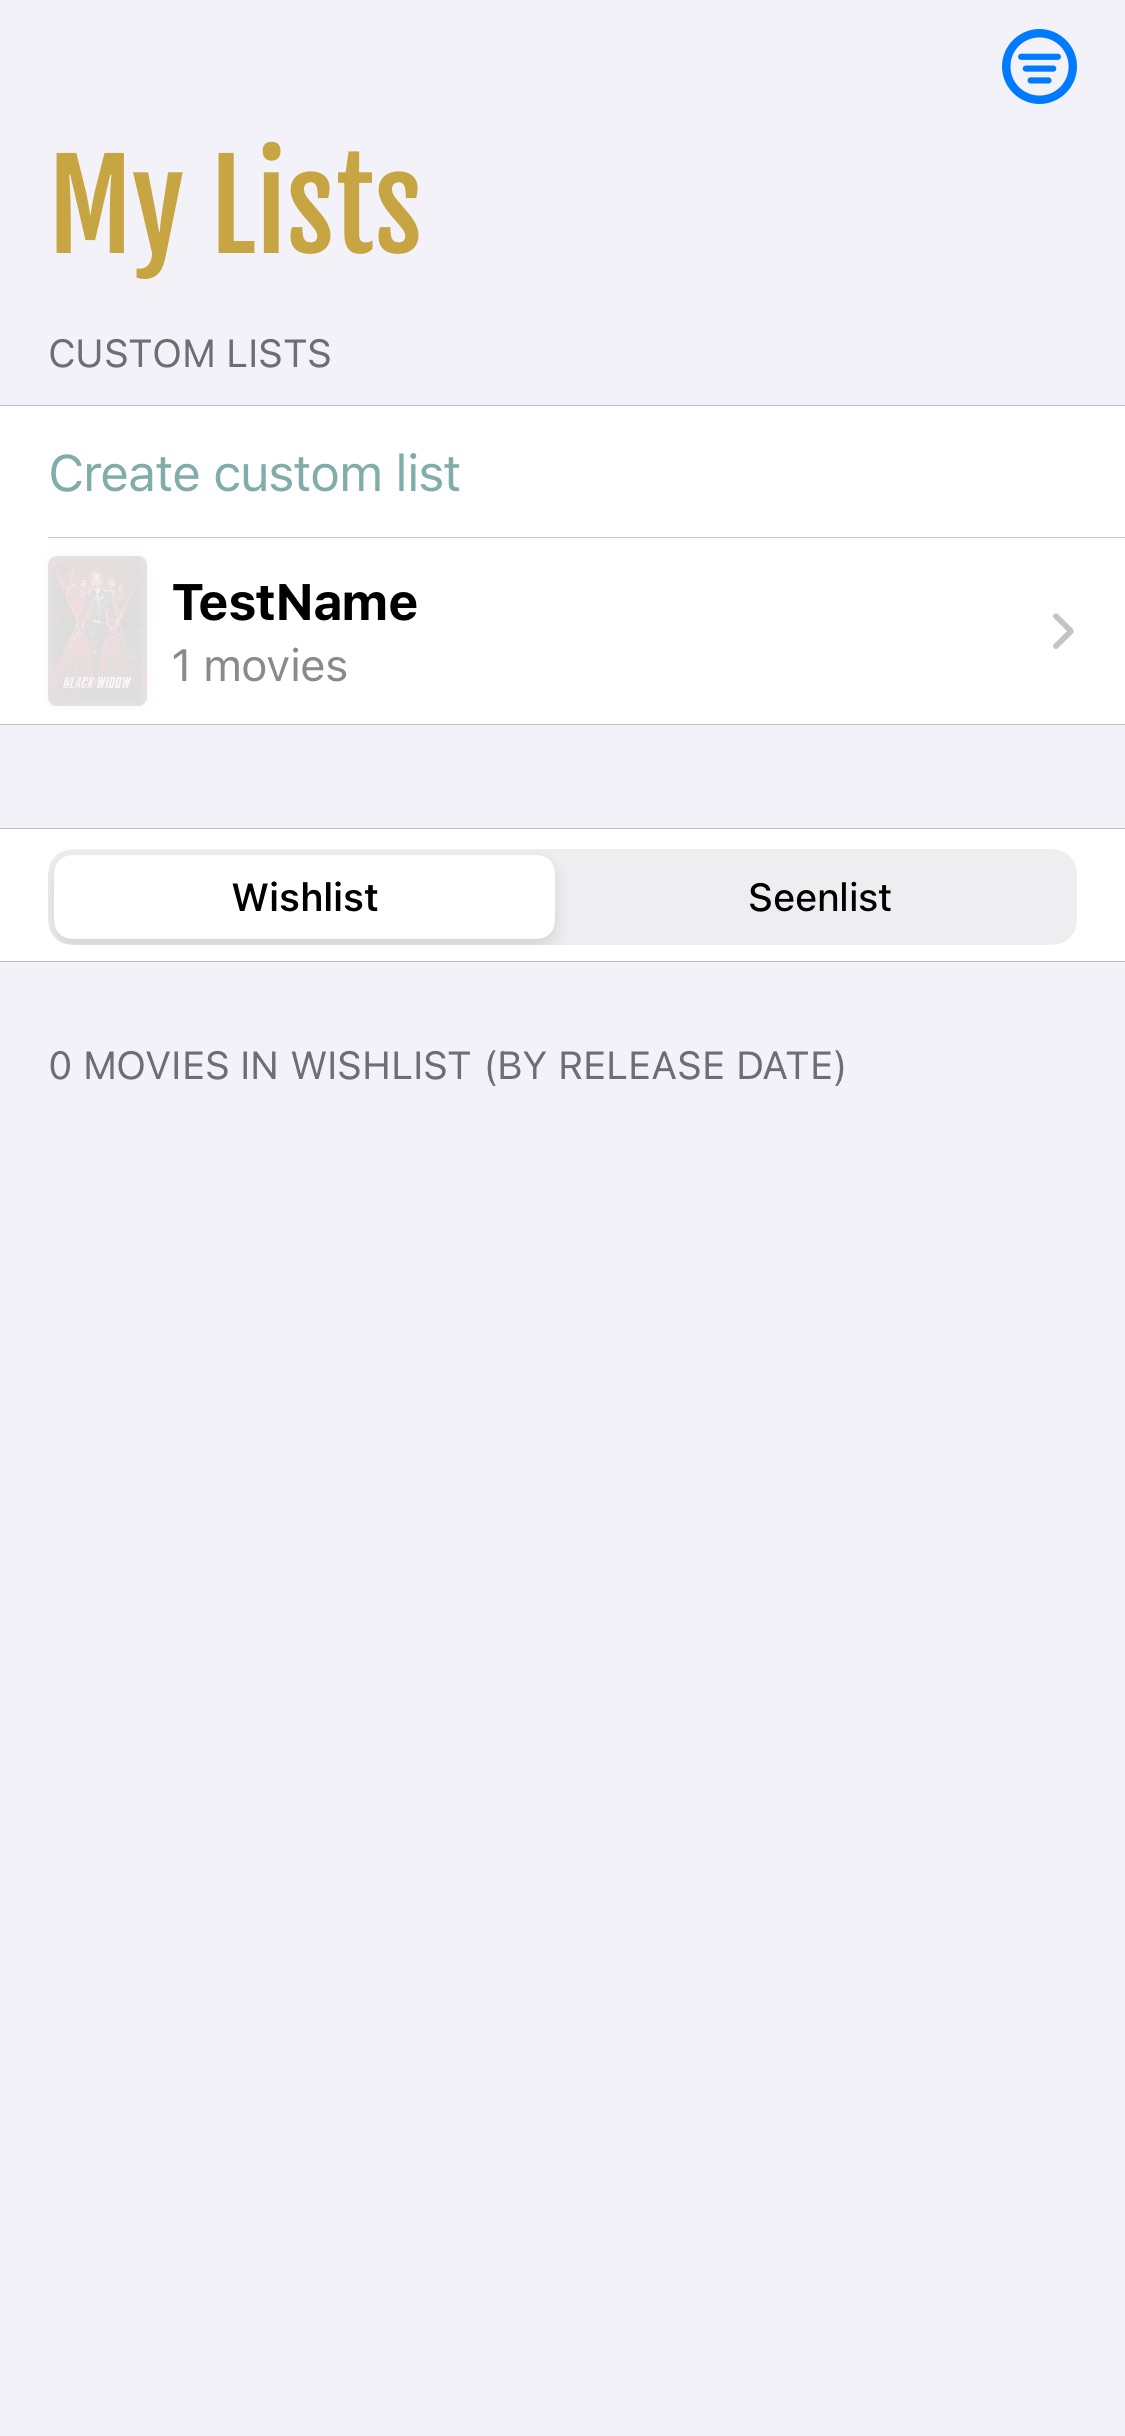 My Lists
CUSTOM LISTS
Create custom list
TestName
1 movies
BLACK WIDOW
Wishlist
Seenlist
0 MOVIES IN WISHLIST (BY RELEASE DATE)